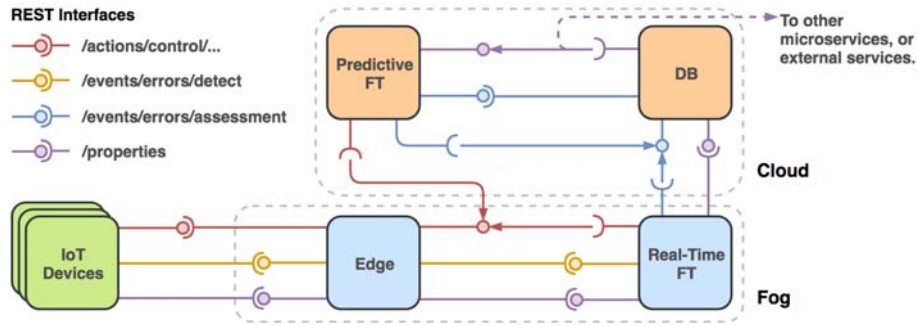 REST Interfaces
/actions/control/...
/events/errors/detect
/events/errors/assessment
/properties
Predictive
FT
DB
To other
microservices, or
external services.
Cloud
IoT
Devices
Edge
Real-Time
FT
Fog